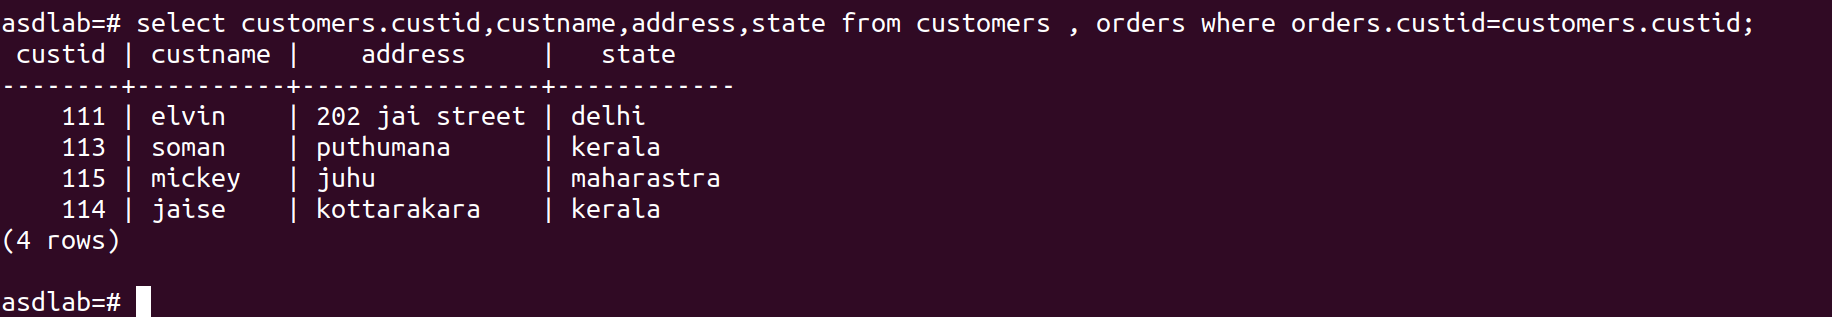 asdlab=# select customers.custid,custname,address,state from customers , orders where orders.custid=customers.custid;
 custid | custname |    address     |   state
--------+----------+----------------+------------
    111 | elvin    | 202 jai street | delhi
    113 | soman    | puthumana      | kerala
    115 | mickey   | juhu           | maharastra
    114 | jaise    | kottarakara    | kerala
(4 rows)
asdlab=#